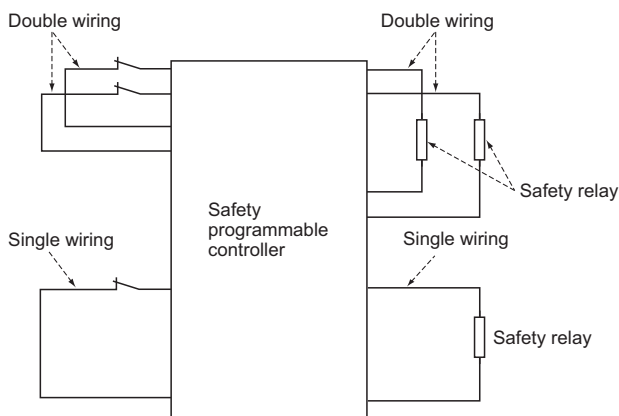 Double wiring
Double wiring
Safety relay
Safety
programmable
controller
Single wiring
Single wiring
Safety relay